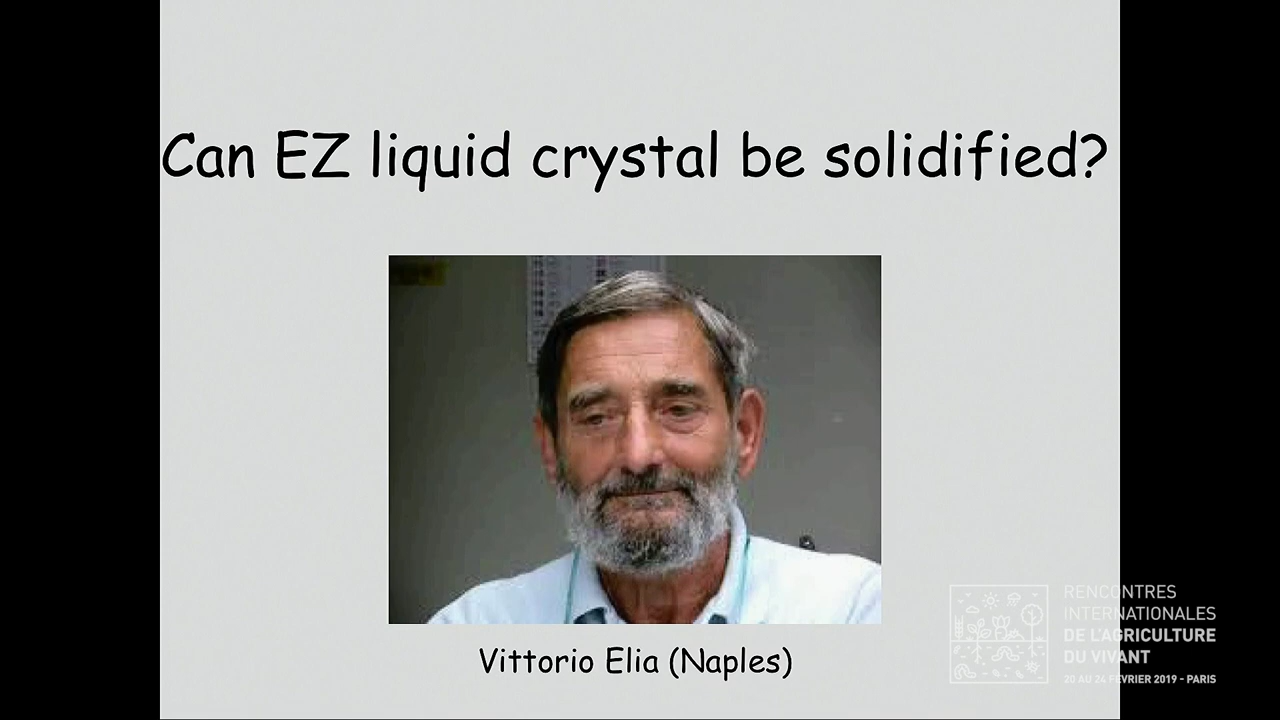 Can EZ liquid crystal be solidified?
Vittorio Elia (Naples)
RENCONTRES
INTERNATIONALES
DE L'AGRICULTURE
DU VIVANT
20 AU 24 FÉVRIER 2019 - PARIS